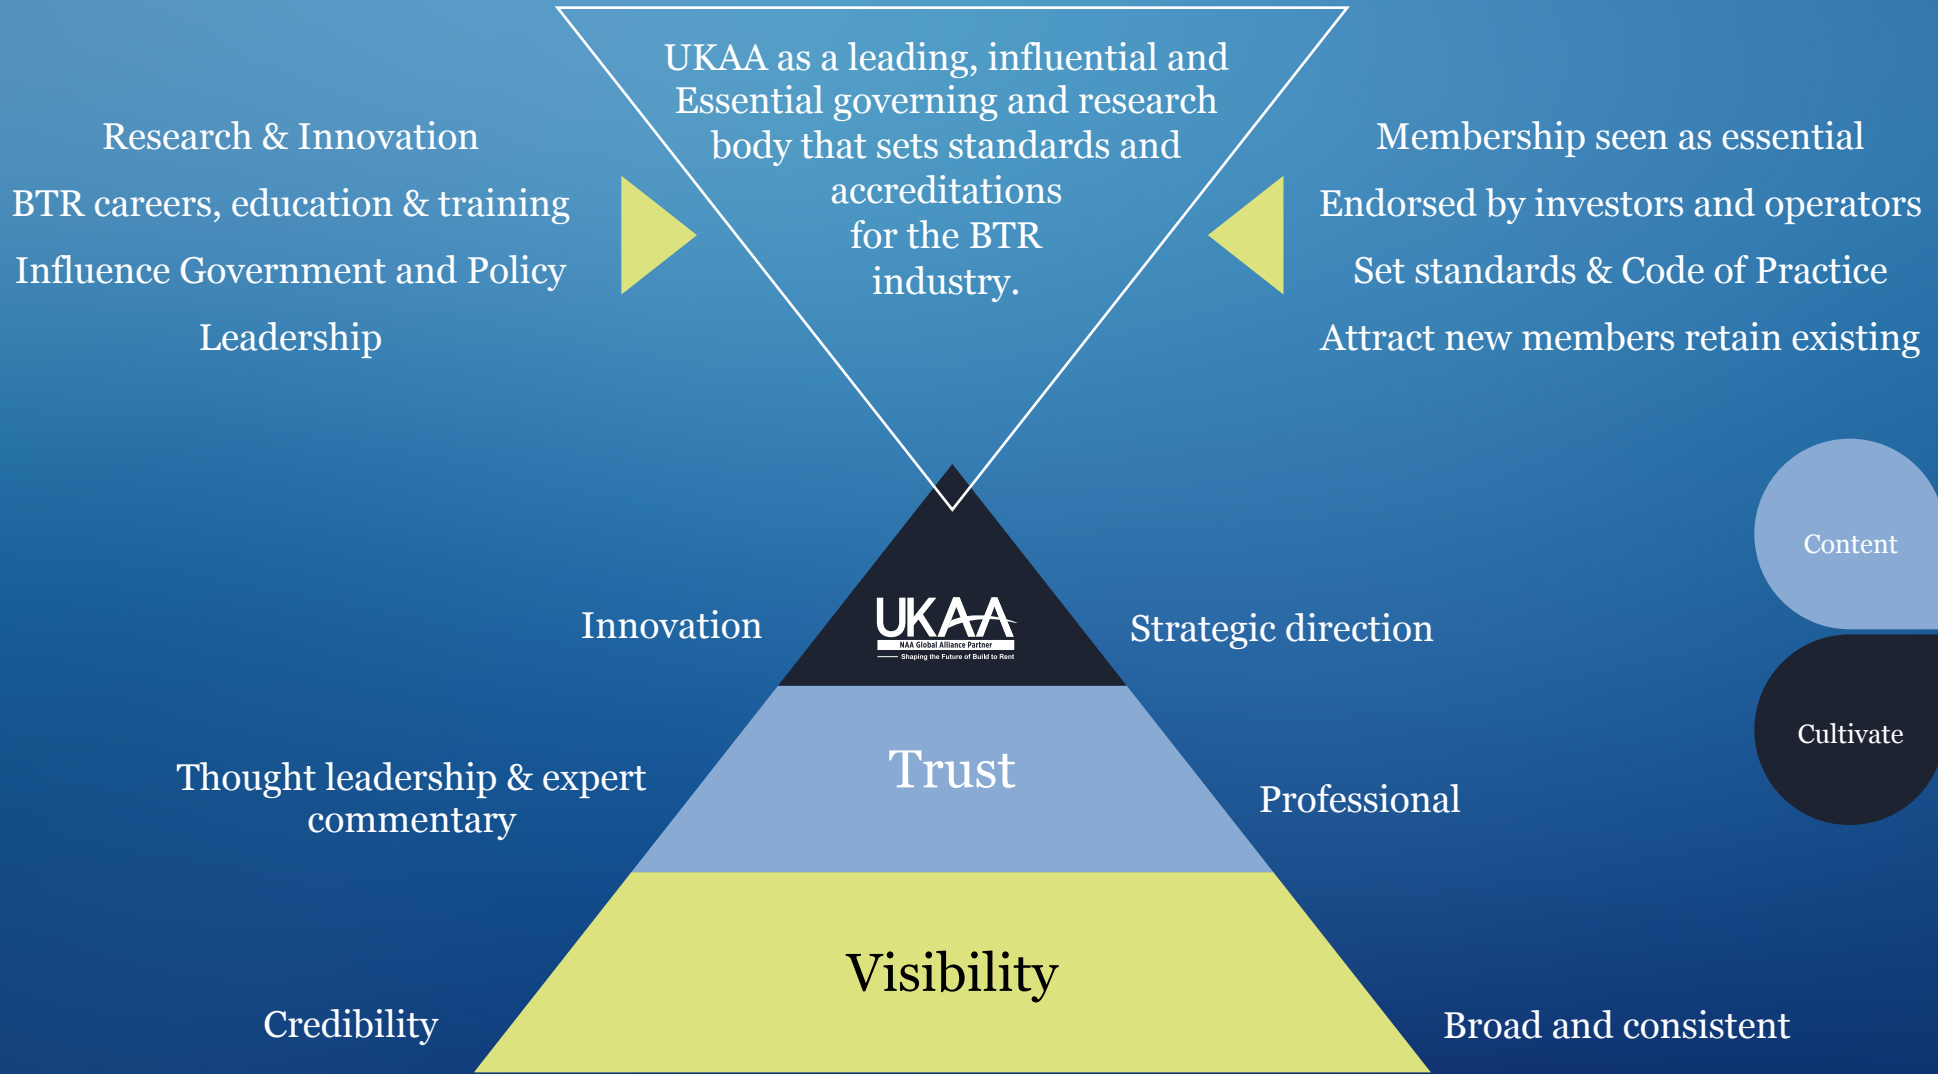 UKAA as a leading, influential and
Essential governing and research
body that sets standards and
accreditations
for the BTR
industry.
Research & Innovation
BTR careers, education & training
Influence Government and Policy
Leadership
Membership seen as essential
Endorsed by investors and operators
Set standards & Code of Practice
Attract new members retain existing
Content
Cultivate
Innovation
UKAA
NAA Global Alliance Partner
Shaping the Future of Build to Rent
Strategic direction
Thought leadership & expert
commentary
Trust
Professional
Visibility
Credibility
Broad and consistent